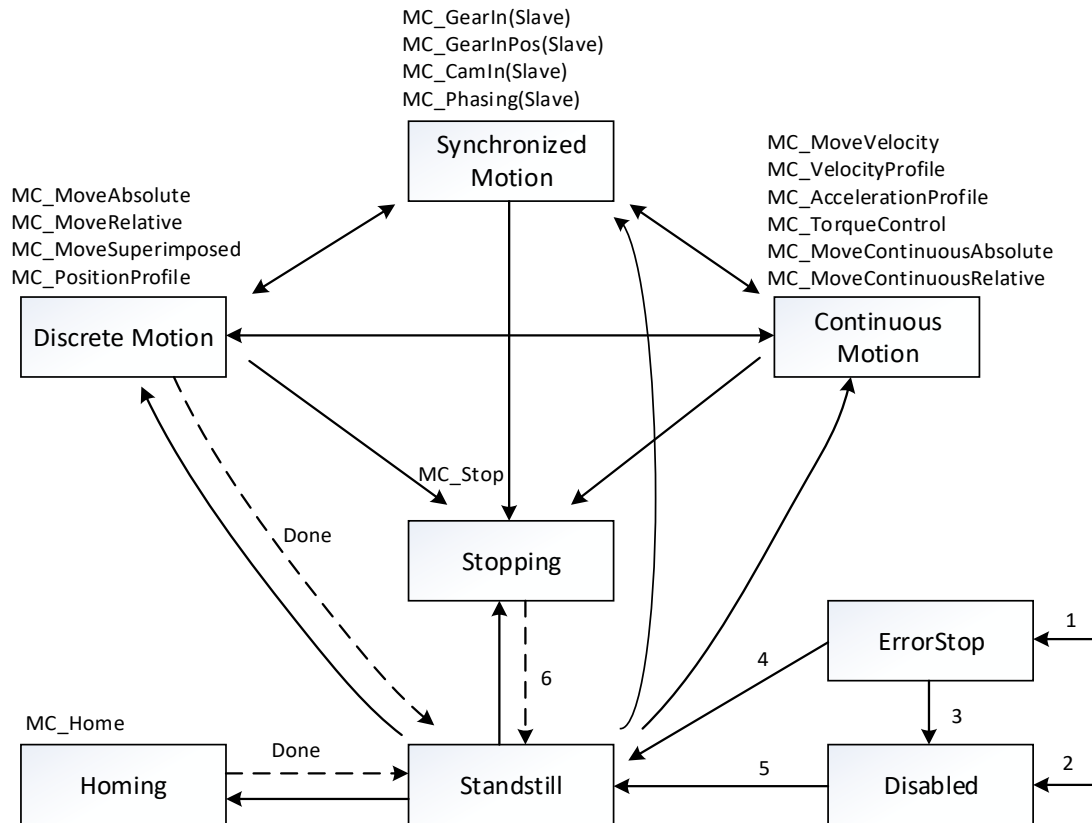 MC_GearIn(Slave)
MC_GearInPos(Slave)
MC_CamIn(Slave)
MC_Phasing(Slave)
Synchronized
Motion
MC_MoveVelocity
MC_VelocityProfile
MC_AccelerationProfile
MC_TorqueControl
MC_MoveContinuousAbsolute
MC_MoveContinuousRelative
MC_MoveAbsolute
MC_MoveRelative
MC_MoveSuperimposed
MC_PositionProfile
Discrete Motion
Continuous
Motion
MC_Stop
Done
Stopping
ErrorStop
1
4
6
3
MC_Home
Done
Homing
Standstill
5
Disabled
2